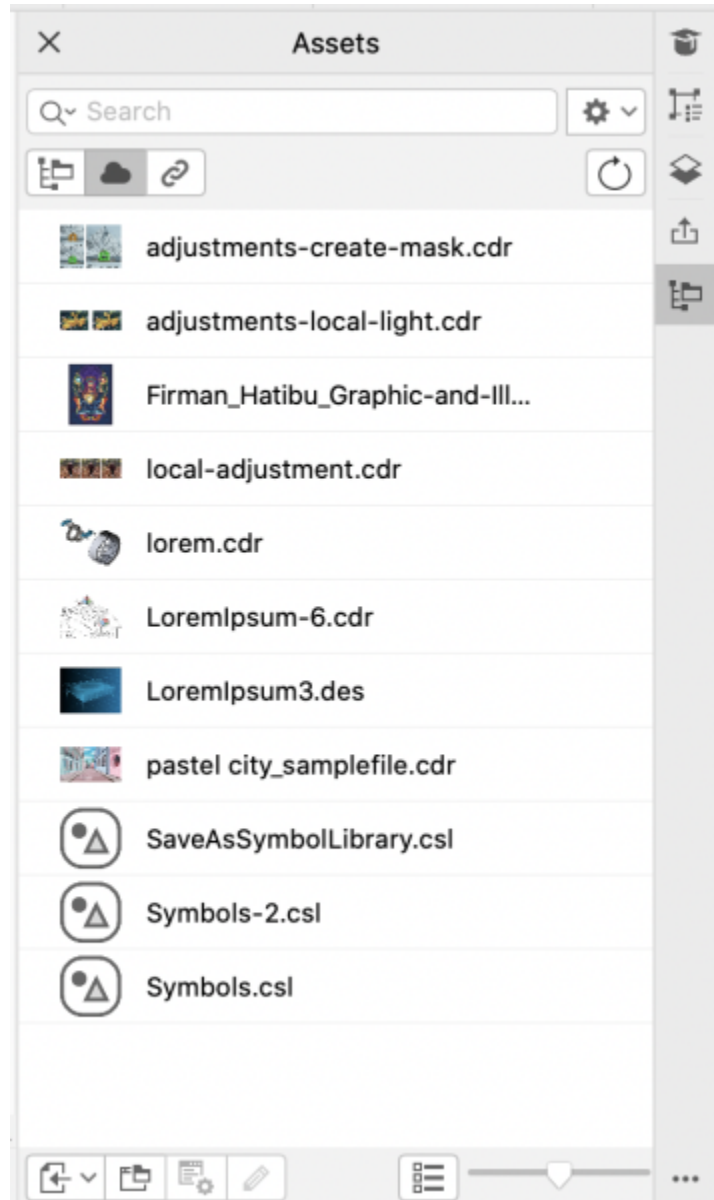 Assets
Search
adjustments-create-mask.cdr
adjustments-local-light.cdr
Firman_Hatibu_Graphic-and-Ill...
local-adjustment.cdr
lorem.cdr
LoremIpsum-6.cdr
LoremIpsum3.des
pastel city_samplefile.cdr
SaveAsSymbolLibrary.csl
Symbols-2.csl
Symbols.csl